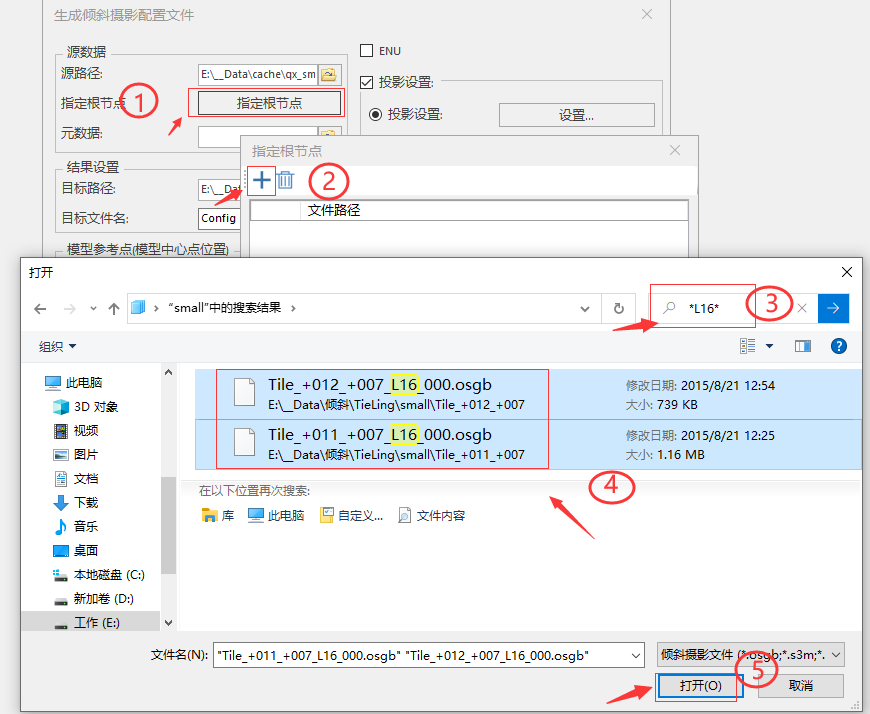 生成倾斜摄影配置文件
源数据
源路径:
E:\__Data\cache\qx_sm
指定根节点
①
指定根节点
元数据:
ENU
投影设置:
投影设置:
设置...
结果设置
目标路径:
E:\__Dat
目标文件名:
Config
模型参考点(模型中心点位置)
指定根节点
②
文件路径
打开
“small”中的搜索结果
*L16*
③
组织
此电脑
3D 对象
视频
图片
文档
下载
音乐
桌面
本地磁盘 (C:)
新加卷 (D:)
工作 (E:)
Tile_+012_+007_L16_000.osgb
E:\__Data\倾斜\TieLing\small\Tile_+012_+007
修改日期: 2015/8/21 12:54
大小: 739 KB
Tile_+011_+007_L16_000.osgb
E:\__Data\倾斜\TieLing\small\Tile_+011_+007
修改日期: 2015/8/21 12:25
大小: 1.16 MB
④
在以下位置再次搜索:
库
此电脑
自定义...
文件内容
文件名(N):
"Tile_+011_+007_L16_000.osgb" "Tile_+012_+007_L16_000.osgb"
倾斜摄影文件 (*.osgb;*.s3m;*.
⑤
打开(O)
取消